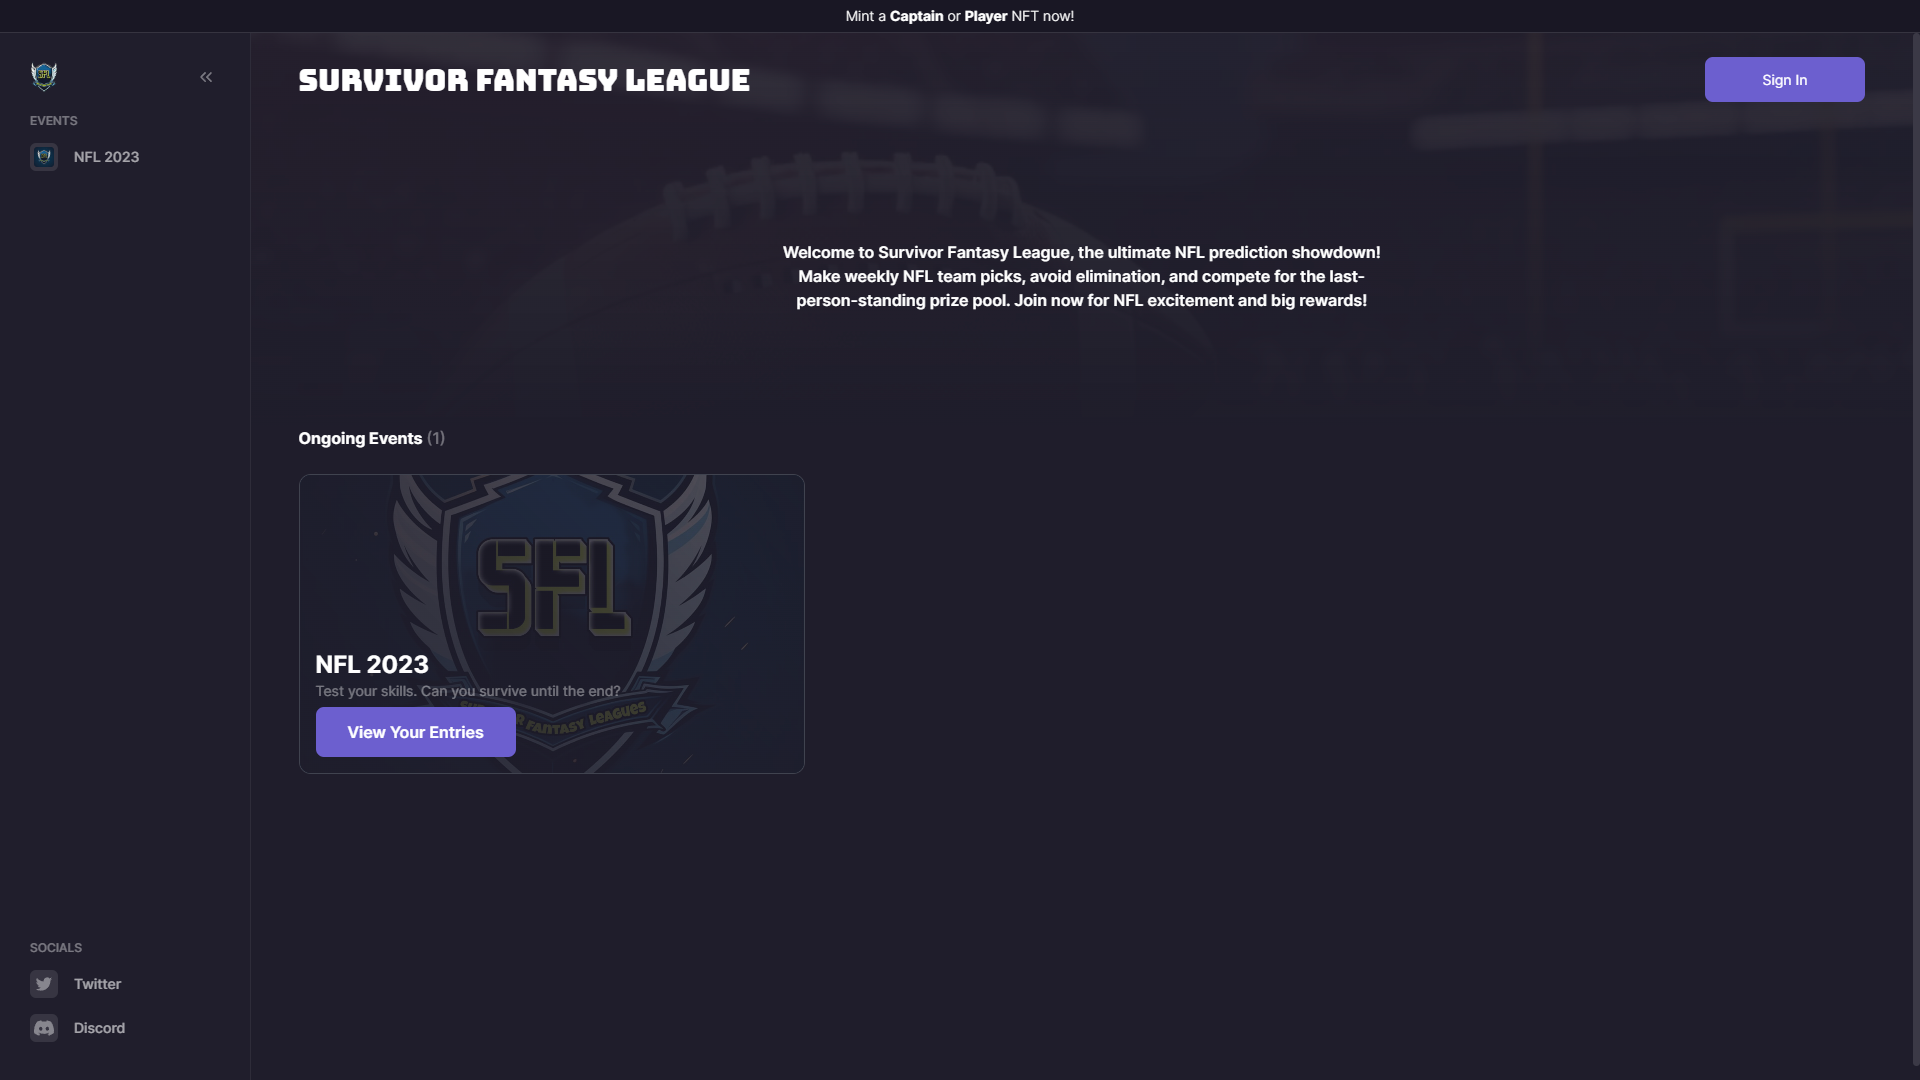 Mint a Captain or Player NFT now!
SURVIVOR FANTASY LEAGUE
Sign In
EVENTS
NFL 2023
Welcome to Survivor Fantasy League, the ultimate NFL prediction showdown!
Make weekly NFL team picks, avoid elimination, and compete for the last-
person-standing prize pool. Join now for NFL excitement and big rewards!
Ongoing Events (1)
SFL
NFL 2023
Test your skills. Can you survive until the end?
FANTASY LEAGUES
View Your Entries
SOCIALS
Twitter
Discord